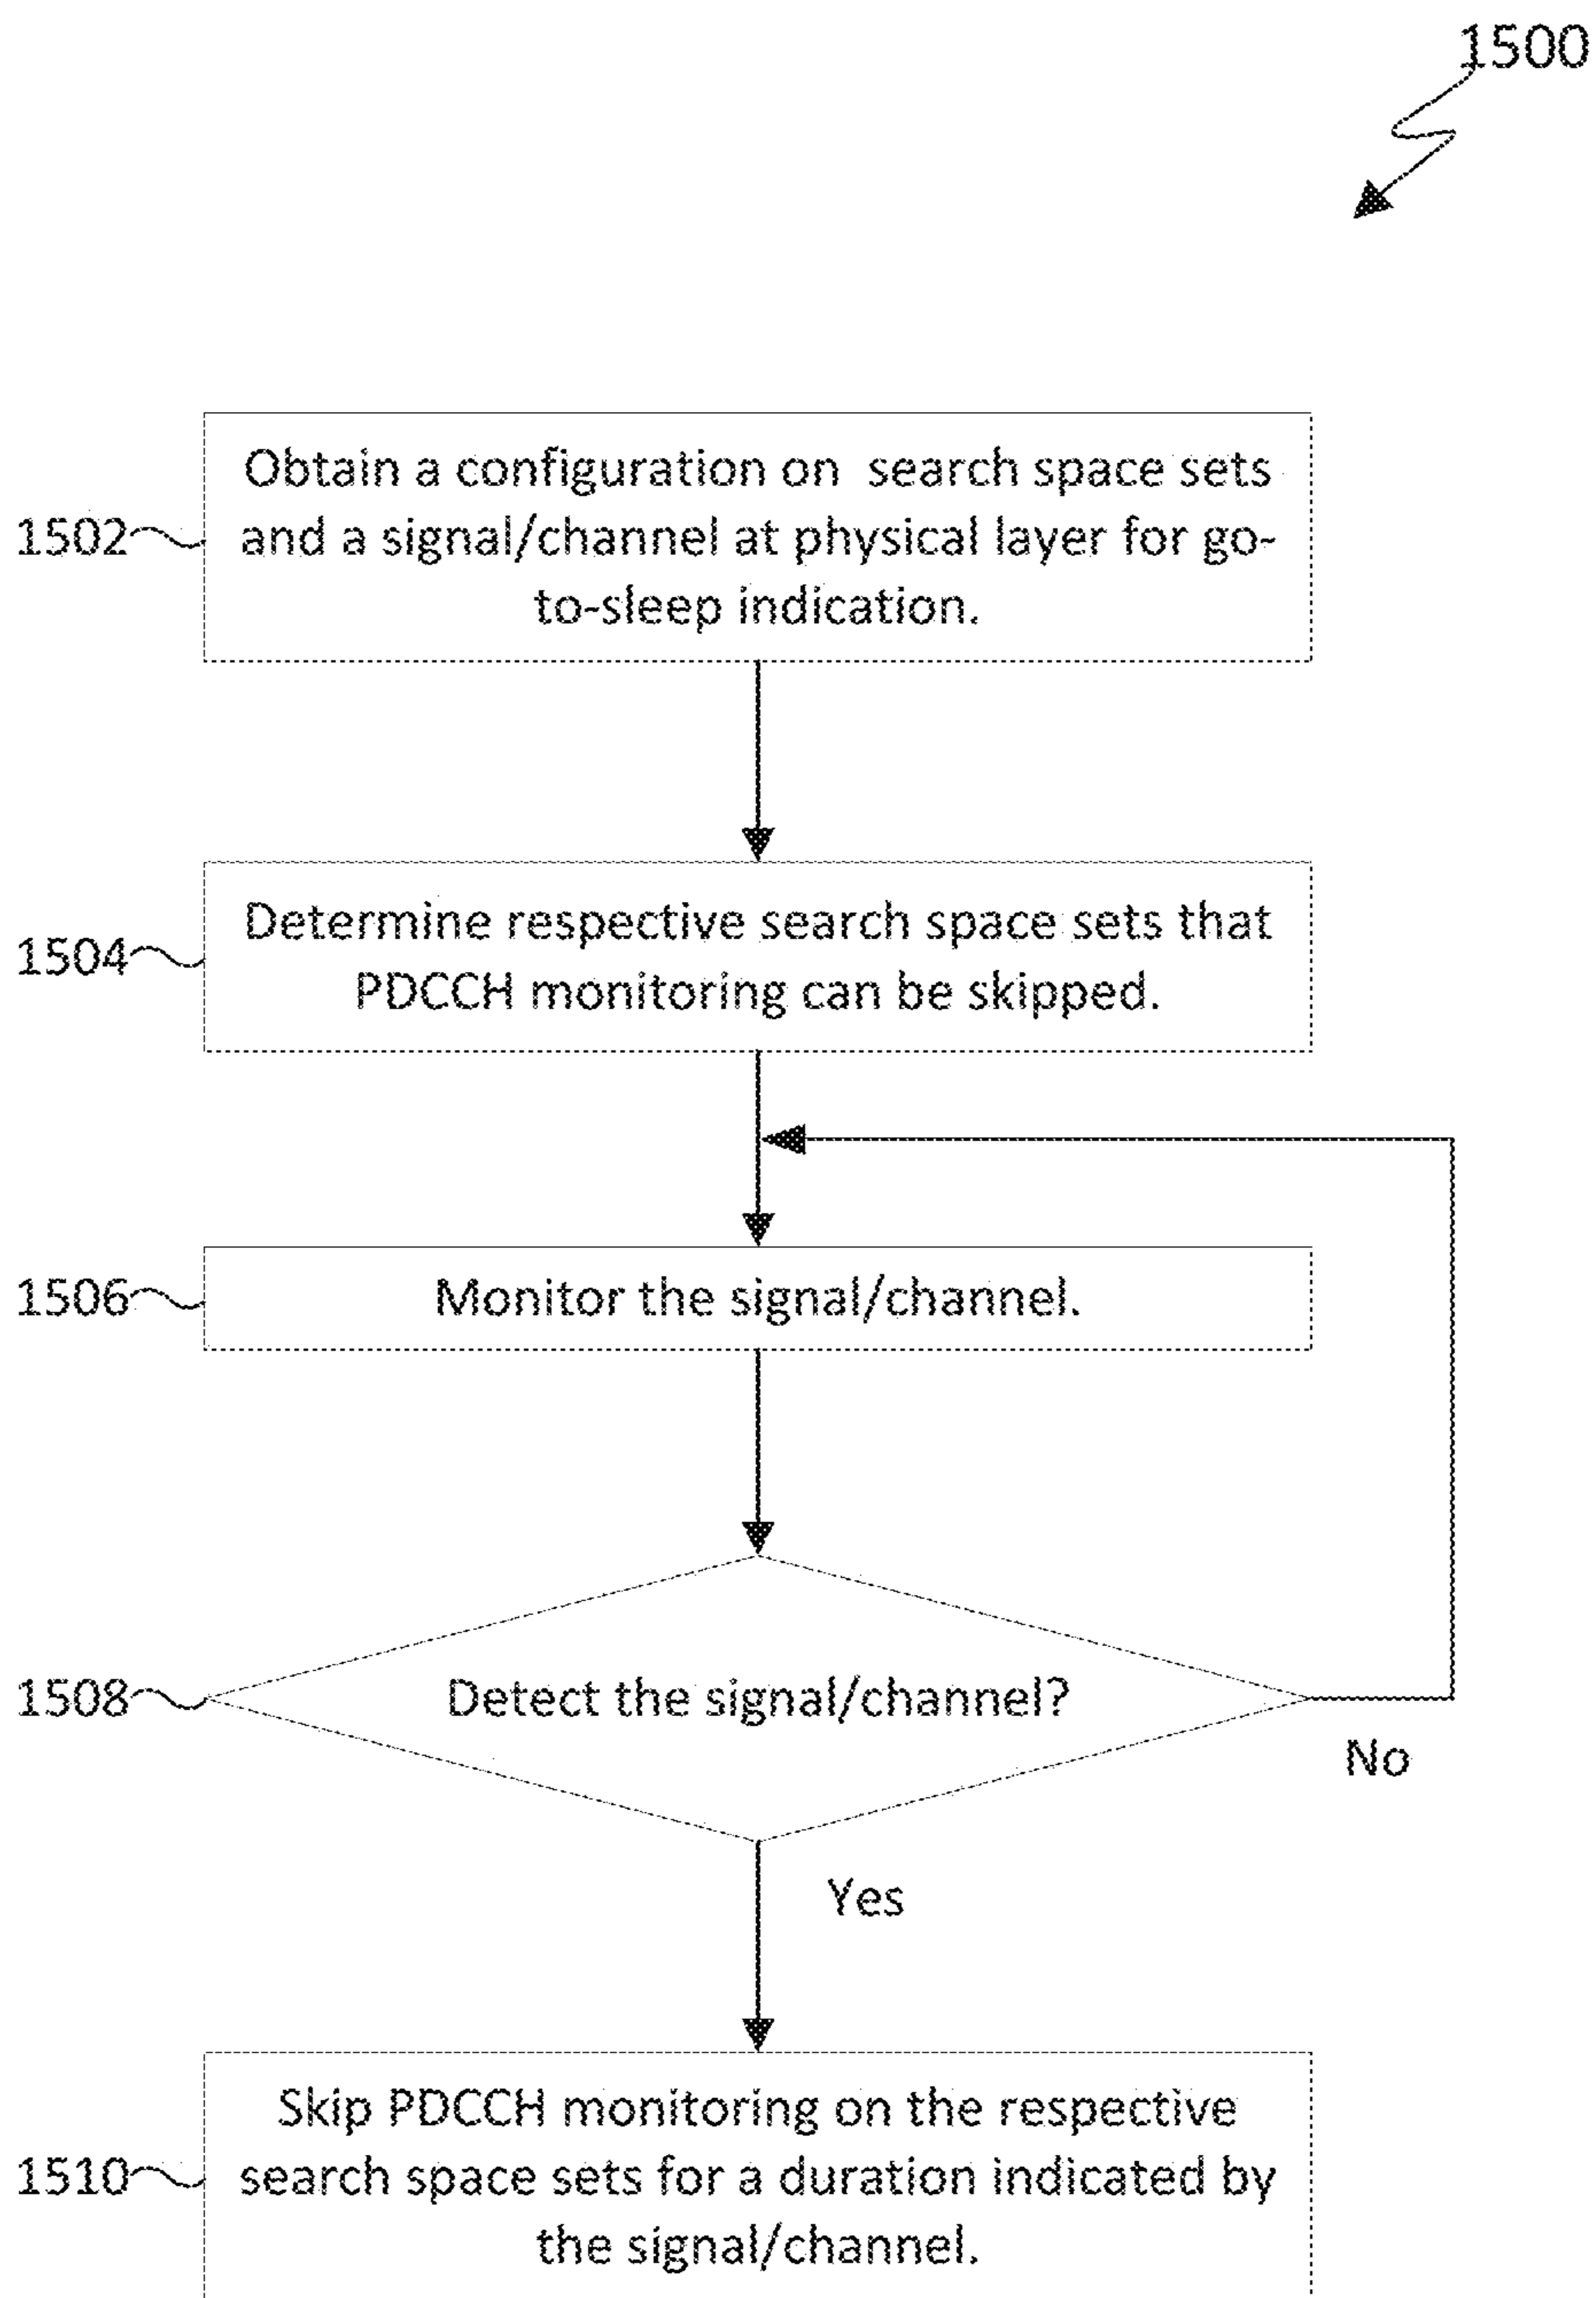 1500
1502
Obtain a configuration on search space sets
and a signal/channel at physical layer for go-
to-sleep indication.
1504
Determine respective search space sets that
PDCCH monitoring can be skipped.
1506
Monitor the signal/channel.
1508
Detect the signal/channel?
No
Yes
1510
Skip PDCCH monitoring on the respective
search space sets for a duration indicated by
the signal/channel.